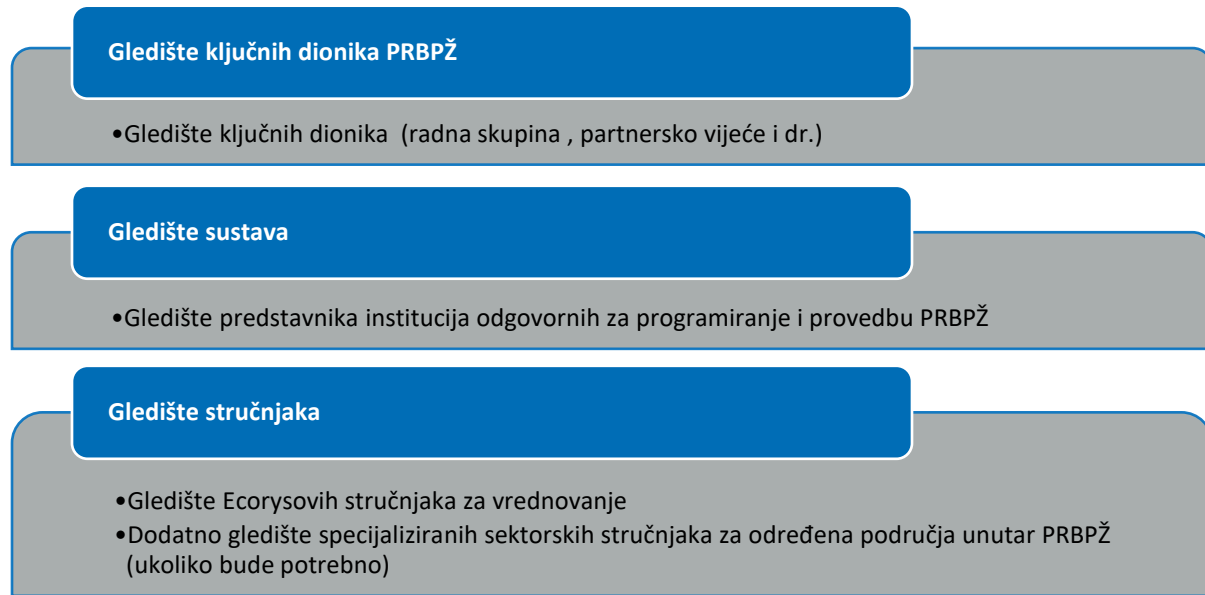 Gledište ključnih dionika PRBPŽ
•Gledište ključnih dionika  (radna skupina , partnersko vijeće i dr.)
Gledište sustava
•Gledište predstavnika institucija odgovornih za programiranje i provedbu PRBPŽ
Gledište stručnjaka
•Gledište Ecorysovih stručnjaka za vrednovanje
•Dodatno gledište specijaliziranih sektorskih stručnjaka za određena područja unutar PRBPŽ
(ukoliko bude potrebno)